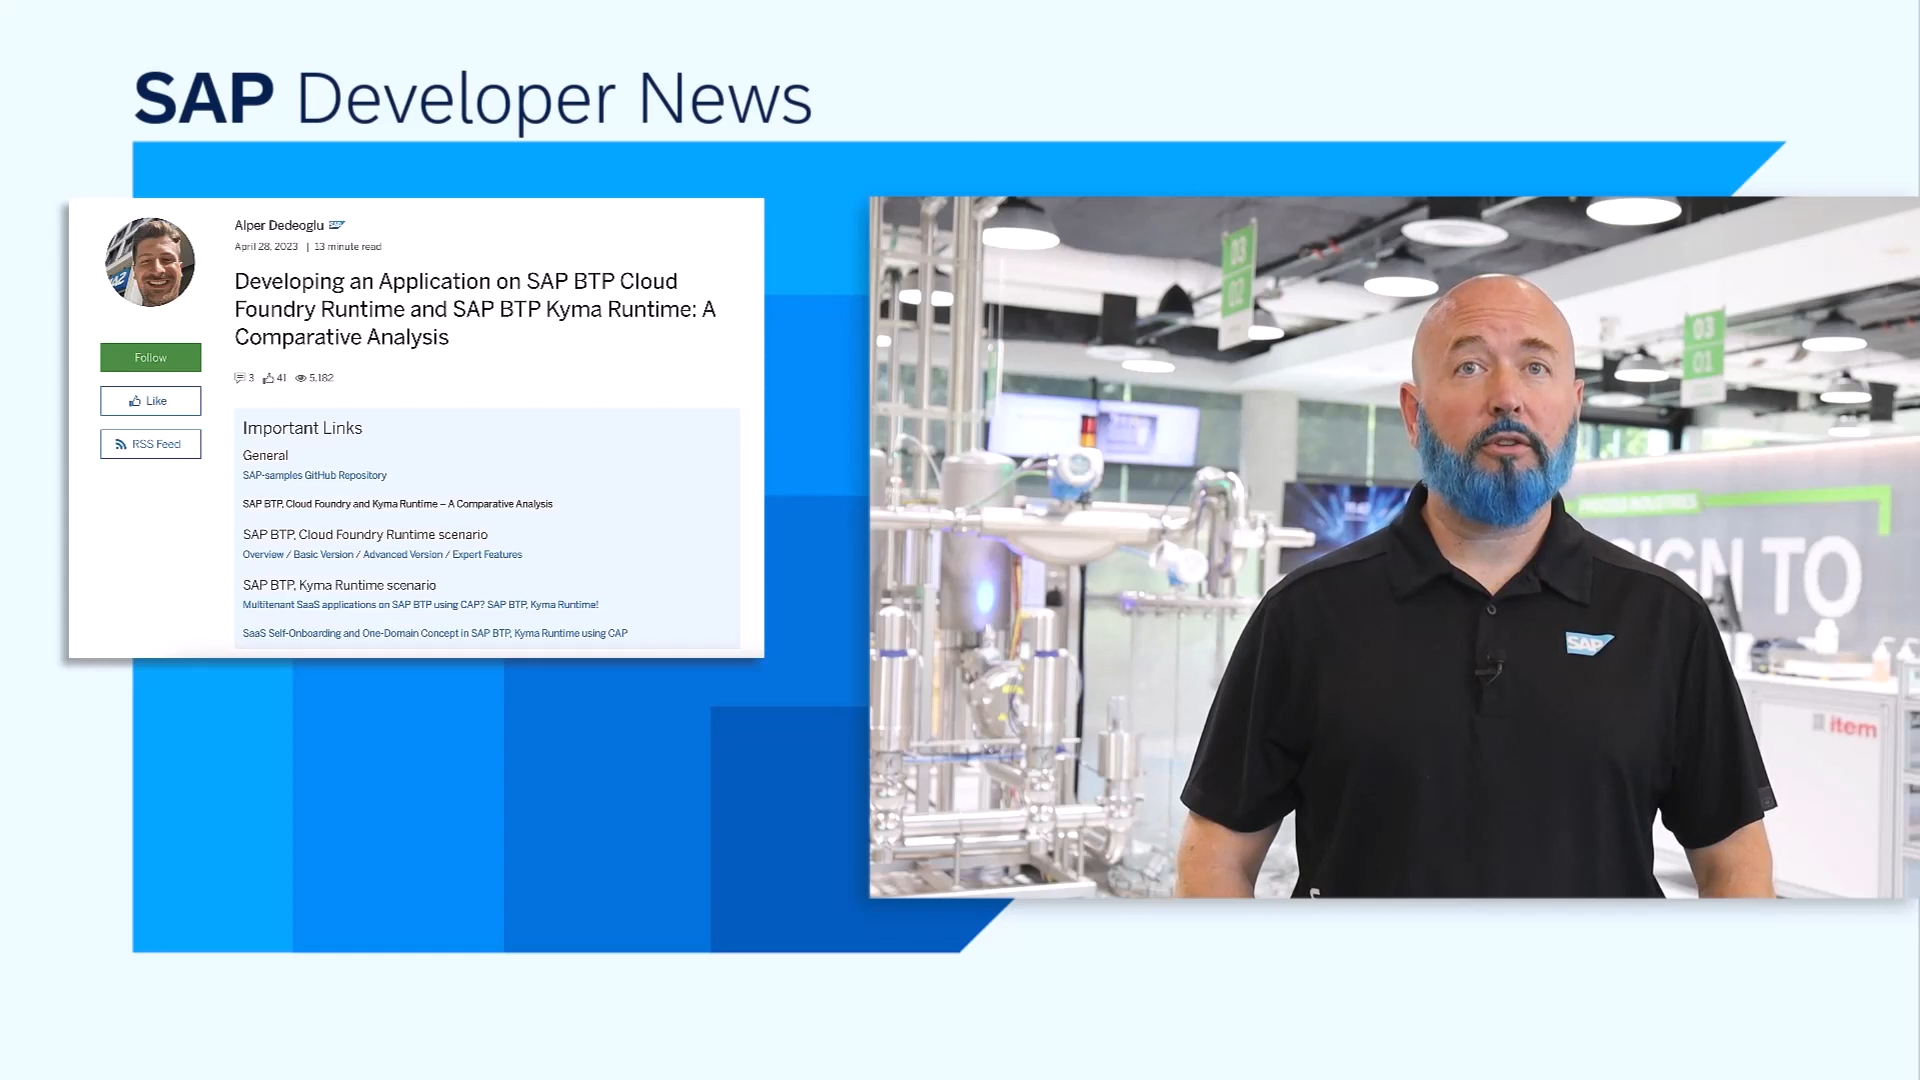 SAP Developer News
Alper Dedeoglu SAP
April 28, 2023 | 13 minute read
Developing an Application on SAP BTP Cloud
Foundry Runtime and SAP BTP Kyma Runtime: A
Comparative Analysis
3 41 5,182
Follow
Like
RSS Feed
Important Links
General
SAP-samples GitHub Repository
SAP BTP, Cloud Foundry and Kyma Runtime – A Comparative Analysis
SAP BTP, Cloud Foundry Runtime scenario
Overview / Basic Version / Advanced Version / Expert Features
SAP BTP, Kyma Runtime scenario
Multitenant SaaS applications on SAP BTP using CAP? SAP BTP, Kyma Runtime!
SaaS Self-Onboarding and One-Domain Concept in SAP BTP, Kyma Runtime using CAP
03
02
03
01
PROCESS INDUSTRIES
IGN TO
SAP
item